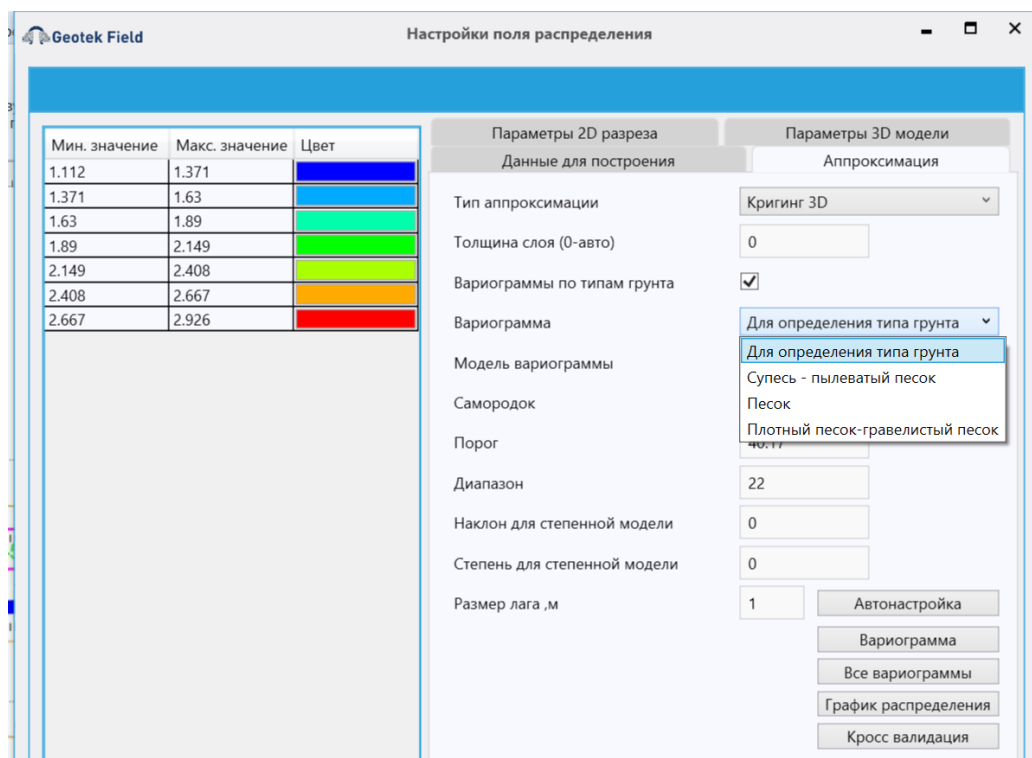 Geotek Field
Настройки поля распределения
Мин. значение Макс. значение Цвет
1.112 1.371
1.371 1.63
1.63 1.89
1.89 2.149
2.149 2.408
2.408 2.667
2.667 2.926
Параметры 2D разреза Параметры 3D модели
Данные для построения Аппроксимация
Тип аппроксимации Кригинг 3D
Толщина слоя (0-авто) 0
Вариограммы по типам грунта
Вариограмма Для определения типа грунта
Для определения типа грунта
Супесь - пылеватый песок
Песок
Плотный песок-гравелистый песок
Модель вариограммы
Самородок
Порог
Диапазон 22
Наклон для степенной модели 0
Степень для степенной модели 0
Размер лага ,м 1 Автонастройка
Вариограмма
Все вариограммы
График распределения
Кросс валидация